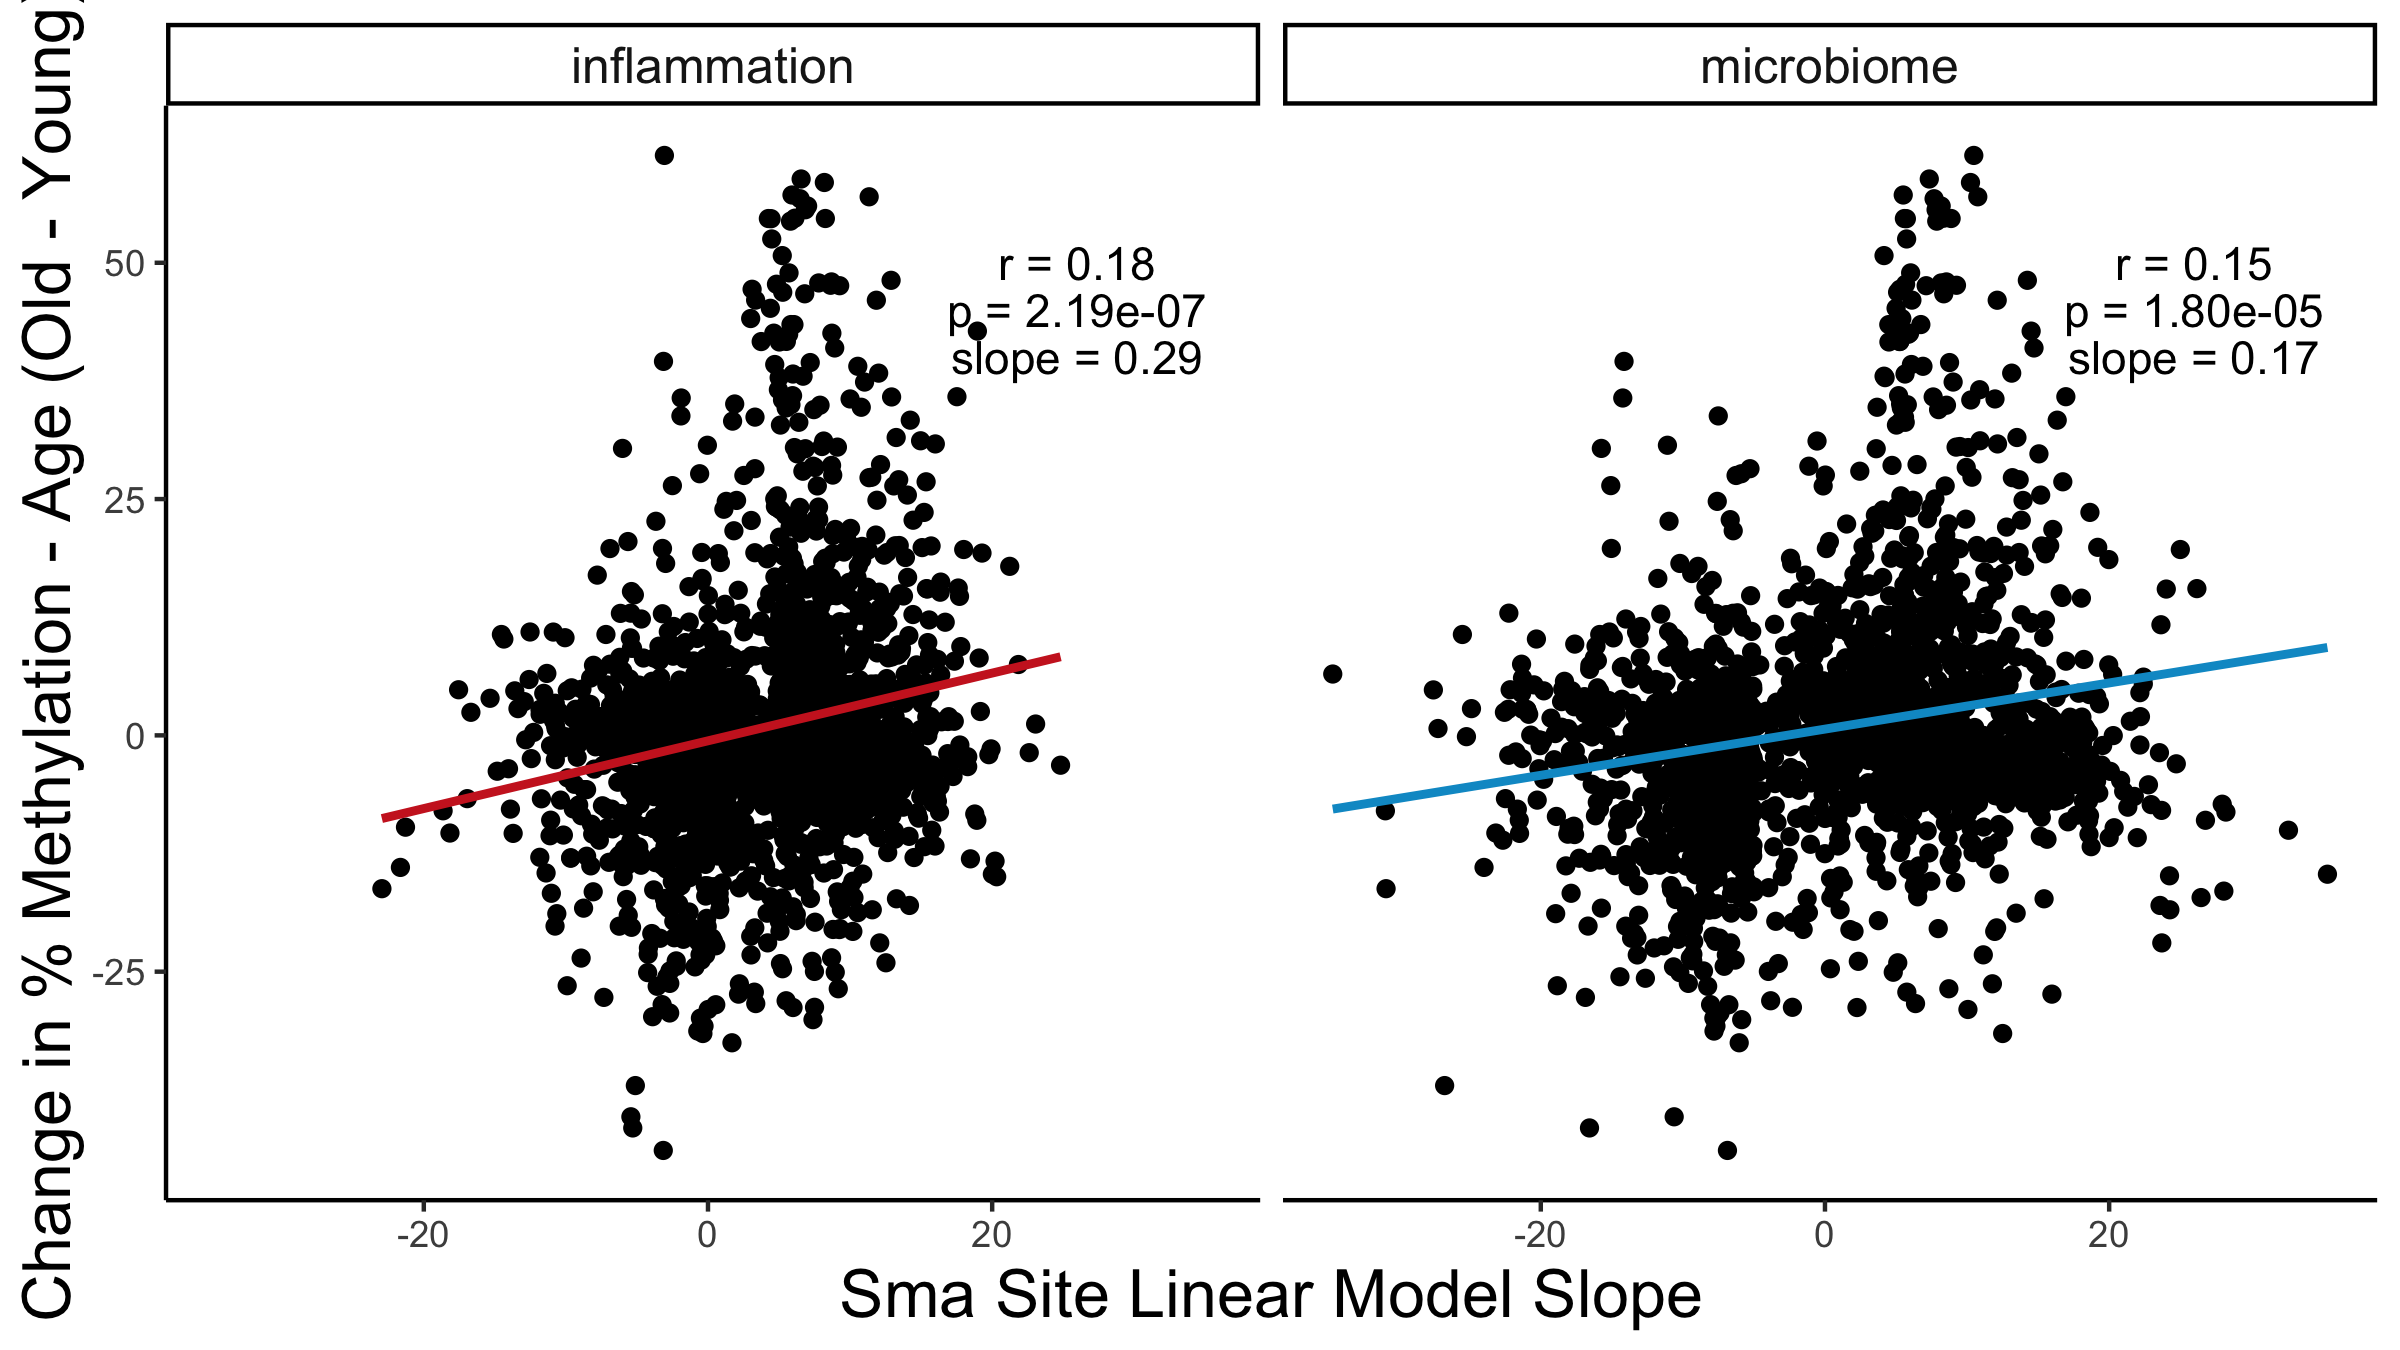 inflammation
microbiome
Change in % Methylation - Age (Old - Young)
50
25
0
-25
r = 0.18
p = 2.19e-07
slope = 0.29
r = 0.15
p = 1.80e-05
slope = 0.17
-20
0
20
-20
0
20
Sma Site Linear Model Slope